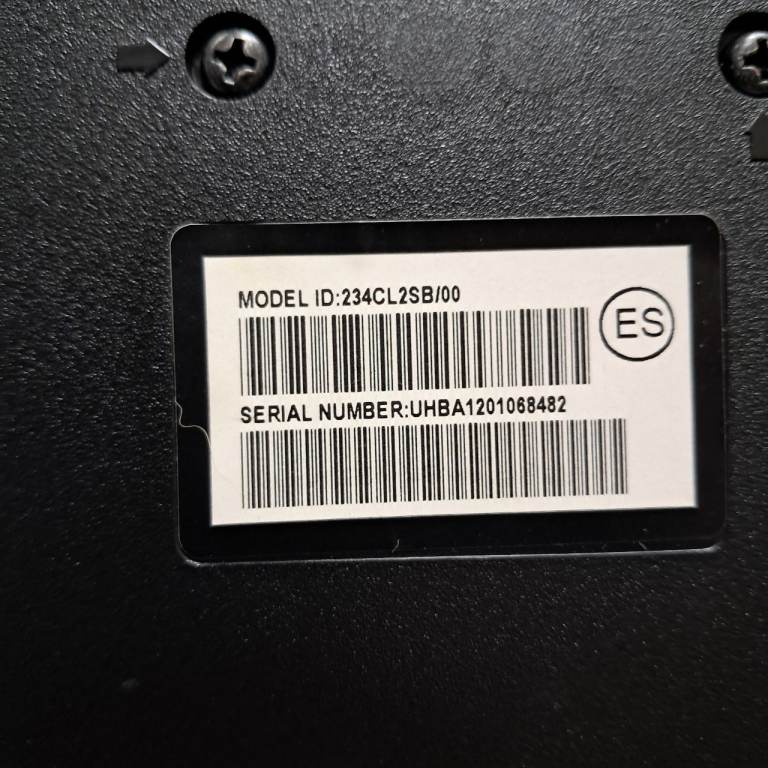 MODEL ID:234CL2SB/00
ES
SERIAL NUMBER:UHBA1201068482